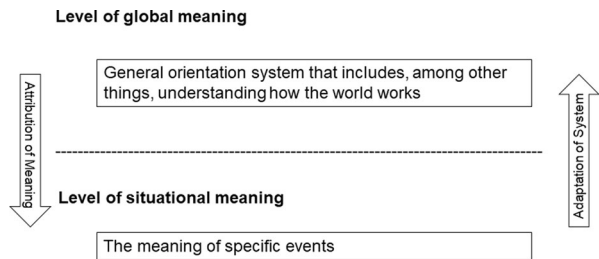 Level of global meaning
General orientation system that includes, among other
things, understanding how the world works
Attribution of Meaning
Adaptation of System
Level of situational meaning
The meaning of specific events